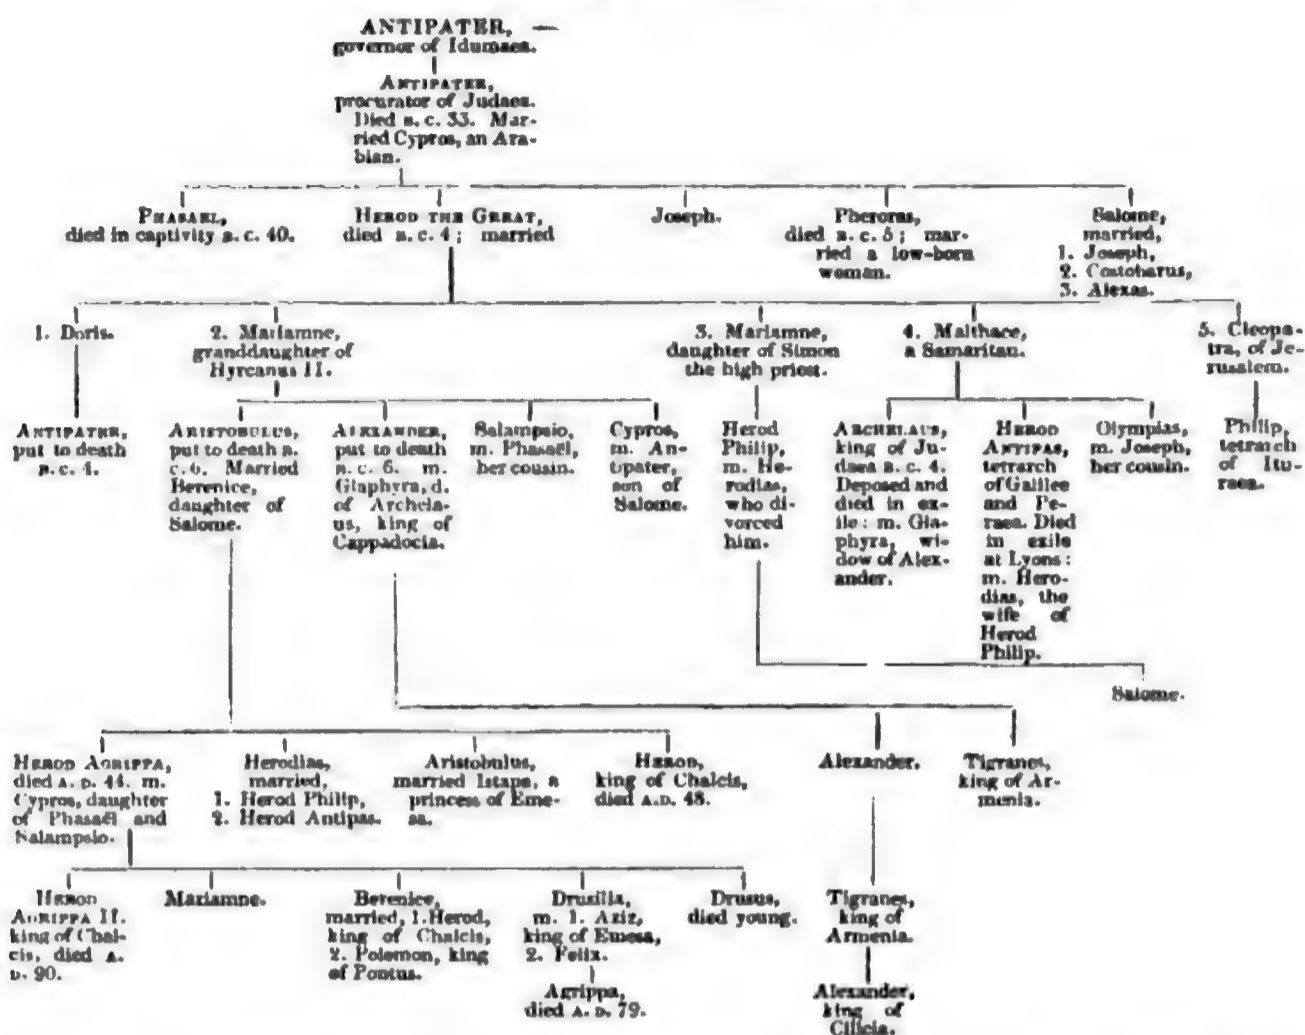 ANTIPATER,
governor of Idumaea.
ANTIPATER,
procurator of Judaea.
Died B.C. 33. Mar-
ried Cypros, an Ara-
bian.
PHASAEL,
died in captivity B.C. 40.
HEROD THE GREAT,
died B.C. 4; married
Joseph.
Pheroras,
died B.C. 5; mar-
ried a low-born
woman.
Salome,
married,
1. Joseph,
2. Costobarus,
3. Alexas.
1. Doris.
2. Mariamne,
granddaughter of
Hyrcanus II.
3. Mariamne,
daughter of Simon
the high priest.
4. Malthace,
a Samaritan.
5. Cleopa-
tra, of Je-
rusalem.
ANTIPATER,
put to death
B.C. 4.
ARISTOBULUS,
put to death B.
C. 6. Married
Berenice,
daughter of
Salome.
ALEXANDER,
put to death
B.C. 6. m.
Glaphyra, d.
of Archela-
us, king of
Cappadocia.
Salampsio,
m. Phasaël,
her cousin.
Cypros,
m. An-
tipater,
son of
Salome.
Herod
Philip,
m. He-
rodias,
who di-
vorced
him.
ARCHELAUS,
king of Ju-
daea B.C. 4.
Deposed and
died in ex-
ile: m. Gla-
phyra, wi-
dow of Alex-
ander.
HEROD
ANTIPAS,
tetrarch
of Galilee
and Pe-
raea. Died
in exile
at Lyons:
m. Hero-
dias, the
wife of
Herod
Philip.
Olympias,
m. Joseph,
her cousin.
Philip,
tetrarch
of Itu-
raea.
Salome.
HEROD AGRIPPA,
died A.D. 44. m.
Cypros, daughter
of Phasaël and
Salampsio.
Herodias,
married,
1. Herod Philip,
2. Herod Antipas.
Aristobulus,
married Iotape, a
princess of Eme-
sa.
HEROD,
king of Chalcis,
died A.D. 48.
Alexander.
Tigranes,
king of Ar-
menia.
HEROD
AGRIPPA II.
king of Chal-
cis, died A.
D. 90.
Mariamne.
Berenice,
married, 1. Herod,
king of Chalcis,
2. Polemon, king
of Pontus.
Drusilla,
m. 1. Aziz,
king of Emesa,
2. Felix.
Drusus,
died young.
Tigranes,
king of
Armenia.
Agrippa,
died A.D. 79.
Alexander,
king of
Cilicia.